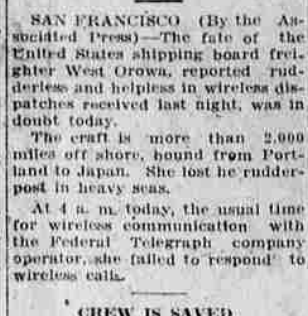 SAN FRANCISCO (By the As-
sociated Press)—The fate of the
United States shipping board frei-
ghter West Orowa, reported rud-
derless and helpless in wireless dis-
patches received last night, was in
doubt today.
The craft is more than 2,000
miles off shore, bound from Port-
land to Japan. She lost he rudder-
post in heavy seas.
At 4 a. m. today, the usual time
for wireless communication with
the Federal Telegraph company
operator, she failed to respond to
wireless calls.
CREW IS SAVED